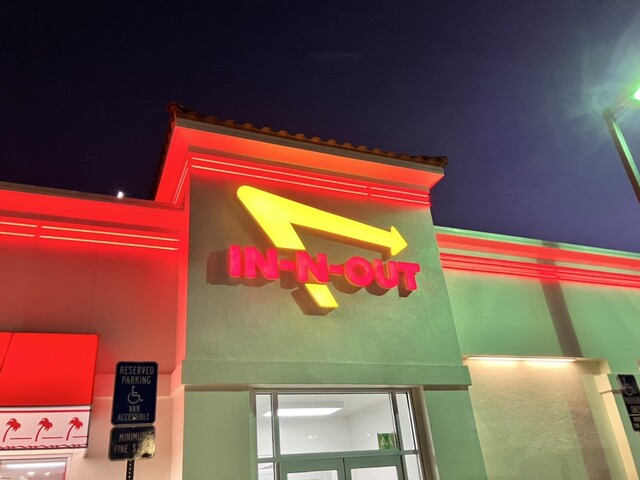 IN-N-OUT
RESERVED
PARKING
VAN
ACCESSIBLE
MINIMUM
FINE